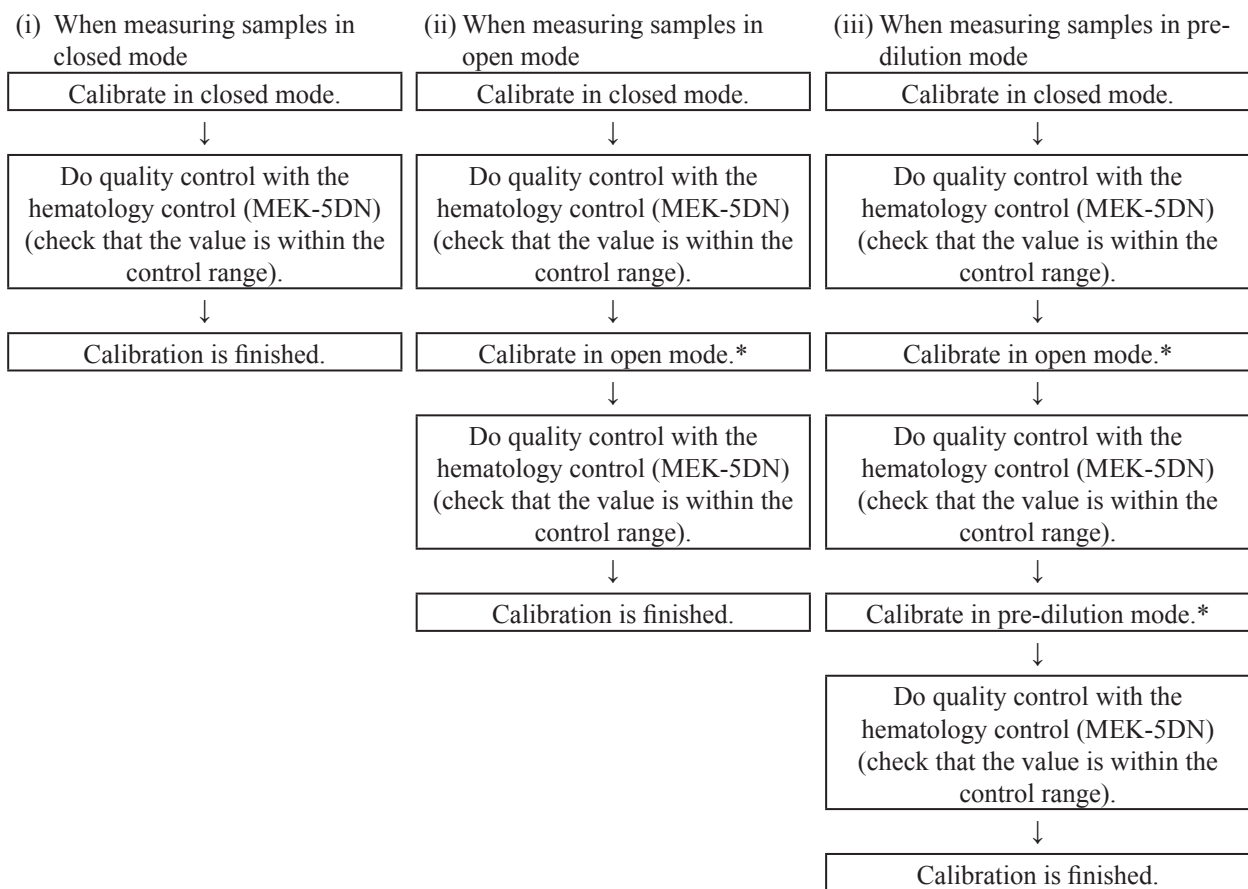 (i) When measuring samples in
closed mode
Calibrate in closed mode.
↓
Do quality control with the
hematology control (MEK-5DN)
(check that the value is within the
control range).
↓
Calibration is finished.
(ii) When measuring samples in
open mode
Calibrate in closed mode.
↓
Do quality control with the
hematology control (MEK-5DN)
(check that the value is within the
control range).
↓
Calibrate in open mode.*
↓
Do quality control with the
hematology control (MEK-5DN)
(check that the value is within the
control range).
↓
Calibration is finished.
(iii) When measuring samples in pre-
dilution mode
Calibrate in closed mode.
↓
Do quality control with the
hematology control (MEK-5DN)
(check that the value is within the
control range).
↓
Calibrate in open mode.*
↓
Do quality control with the
hematology control (MEK-5DN)
(check that the value is within the
control range).
↓
Calibrate in pre-dilution mode.*
↓
Do quality control with the
hematology control (MEK-5DN)
(check that the value is within the
control range).
↓
Calibration is finished.